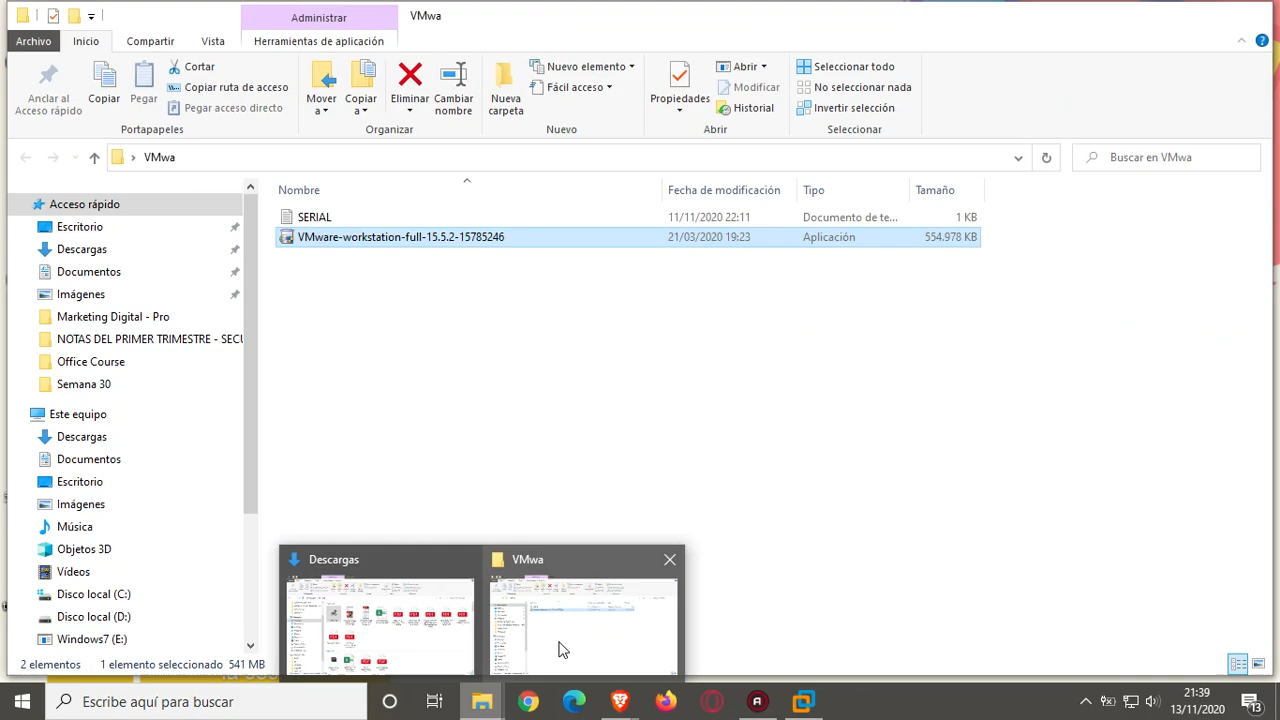 Administrar
VMwa
Archivo
Inicio
Compartir
Vista
Herramientas de aplicación
Anclar al
Acceso rápido
Copiar
Pegar
Cortar
Copiar ruta de acceso
Pegar acceso directo
Portapapeles
Mover
a
Copiar
a
Eliminar
Cambiar
nombre
Organizar
Nueva
carpeta
Nuevo elemento
Fácil acceso
Nuevo
Propiedades
Abrir
Modificar
Historial
Abrir
Seleccionar todo
No seleccionar nada
Invertir selección
Seleccionar
VMwa
Buscar en VMwa
Nombre
Fecha de modificación
Tipo
Tamaño
SERIAL
11/11/2020 22:11
Documento de te...
1 KB
VMware-workstation-full-15.5.2-15785246
21/03/2020 19:23
Aplicación
554.978 KB
Acceso rápido
Escritorio
Descargas
Documentos
Imágenes
Marketing Digital - Pro
NOTAS DEL PRIMER TRIMESTRE - SECU
Office Course
Semana 30
Este equipo
Descargas
Documentos
Escritorio
Imágenes
Música
Objetos 3D
Vídeos
Disco local (C:)
Disco local (D:)
Windows7 (E:)
Descargas
VMwa
2 elementos
1 elemento seleccionado
541 MB
Escribe aquí para buscar
21:39
13/11/2020
13